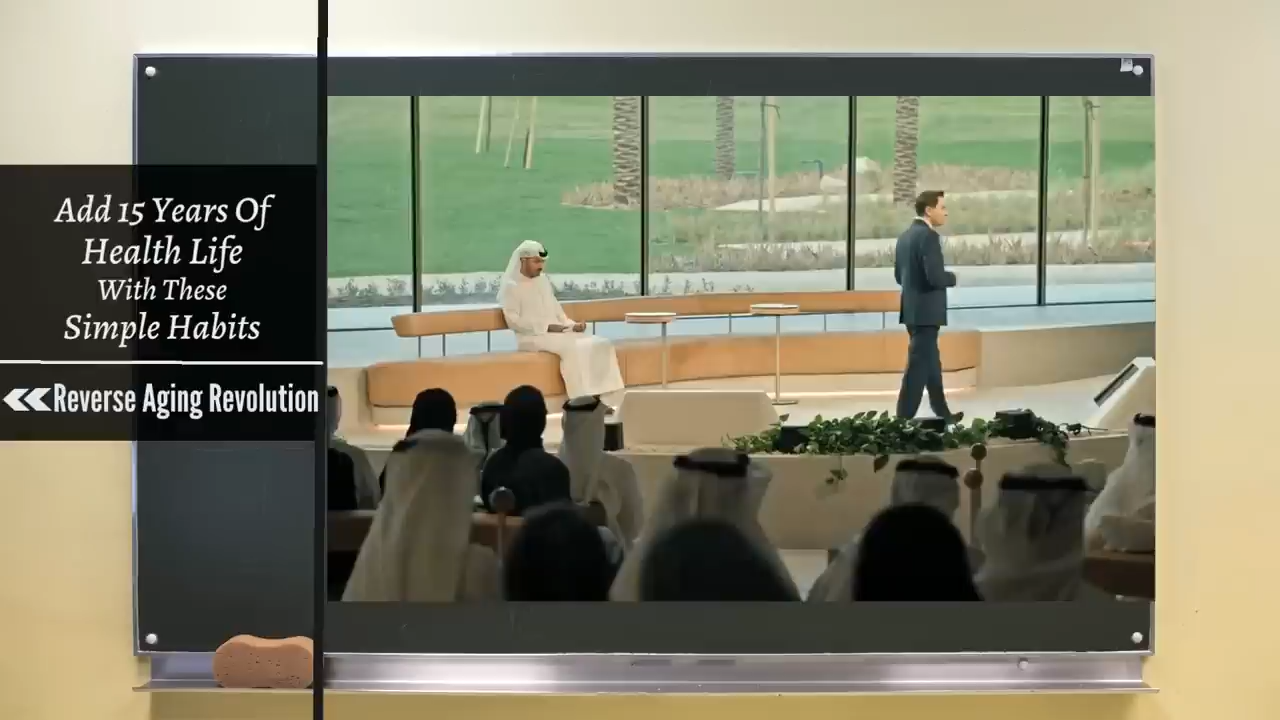 Add 15 Years Of
Health Life
With These
Simple Habits
Reverse Aging Revolution